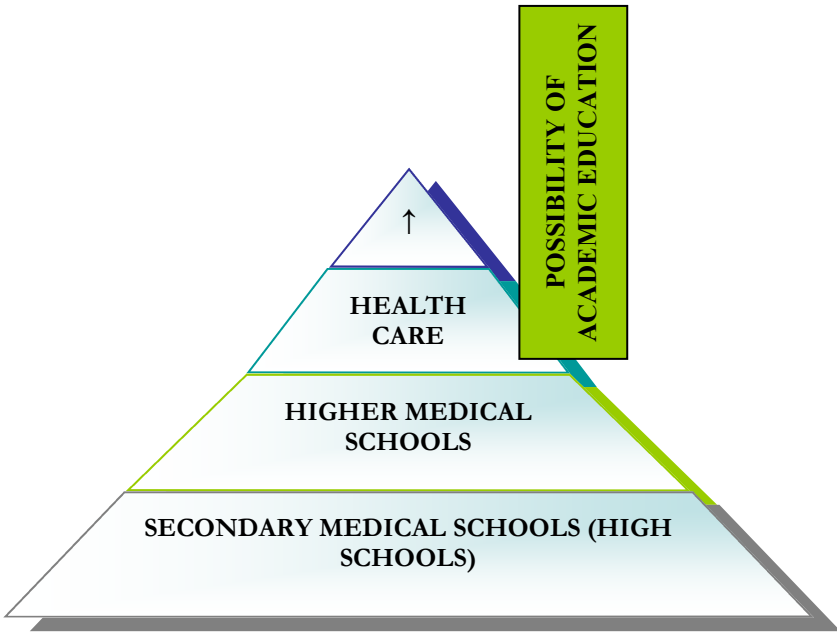 POSSIBILITY OF
ACADEMIC EDUCATION
↑
HEALTH
CARE
HIGHER MEDICAL
SCHOOLS
SECONDARY MEDICAL SCHOOLS (HIGH
SCHOOLS)